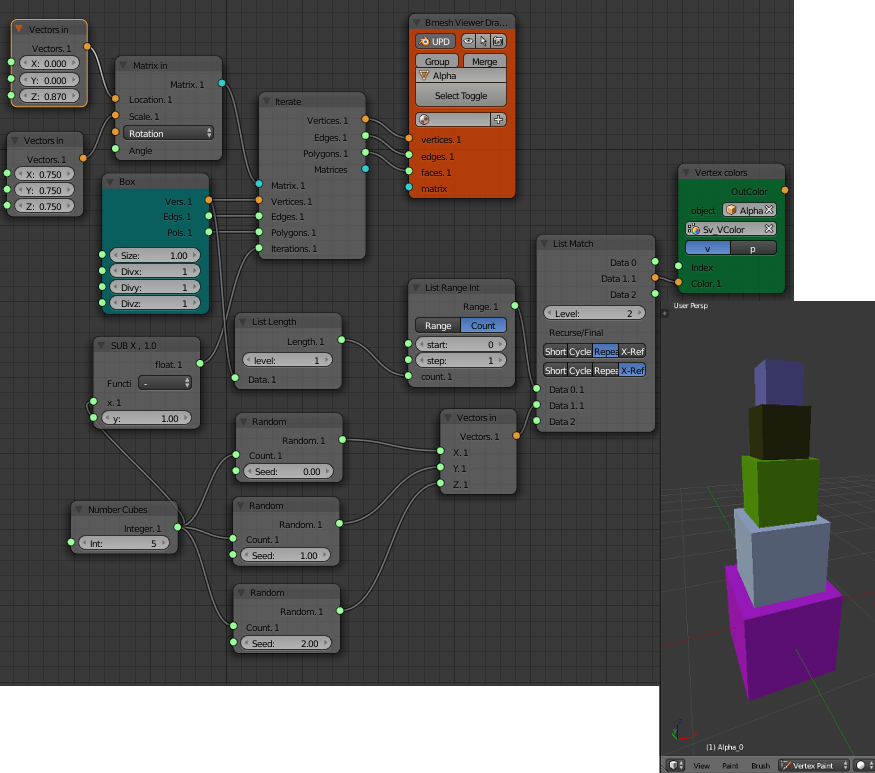 Vectors in
Vectors. 1
X: 0.000
Y: 0.000
Z: 0.870
Vectors in
Vectors. 1
X: 0.750
Y: 0.750
Z: 0.750
Matrix in
Matrix. 1
Location. 1
Scale. 1
Rotation
Angle
Box
Vers. 1
Edgs. 1
Pols. 1
Size: 1.00
Divx: 1
Divy: 1
Divz: 1
Iterate
Vertices. 1
Edges. 1
Polygons. 1
Matrices
Matrix. 1
Vertices. 1
Edges. 1
Polygons. 1
Iterations. 1
Bmesh Viewer Dra...
UPD
Group Merge
Alpha
Select Toggle
vertices. 1
edges. 1
faces. 1
matrix
SUB X , 1.0
float. 1
Functi -
x. 1
y: 1.00
List Length
Length. 1
level: 1
Data. 1
List Range Int
Range. 1
Range Count
start: 0
step: 1
count. 1
Number Cubes
Integer. 1
Int: 5
Random
Random. 1
Count. 1
Seed: 0.00
Random
Random. 1
Count. 1
Seed: 1.00
Random
Random. 1
Count. 1
Seed: 2.00
Vectors in
Vectors. 1
X. 1
Y. 1
Z. 1
List Match
Data 0
Data 1. 1
Data 2
Level: 2
Recurse/Final
Short Cycle Repea X-Ref
Short Cycle Repea X-Ref
Data 0. 1
Data 1. 1
Data 2
Vertex colors
OutColor
object Alpha
Sv_VColor
v p
Index
Color. 1
User Persp
(1) Alpha_0
View Paint Brush Vertex Paint